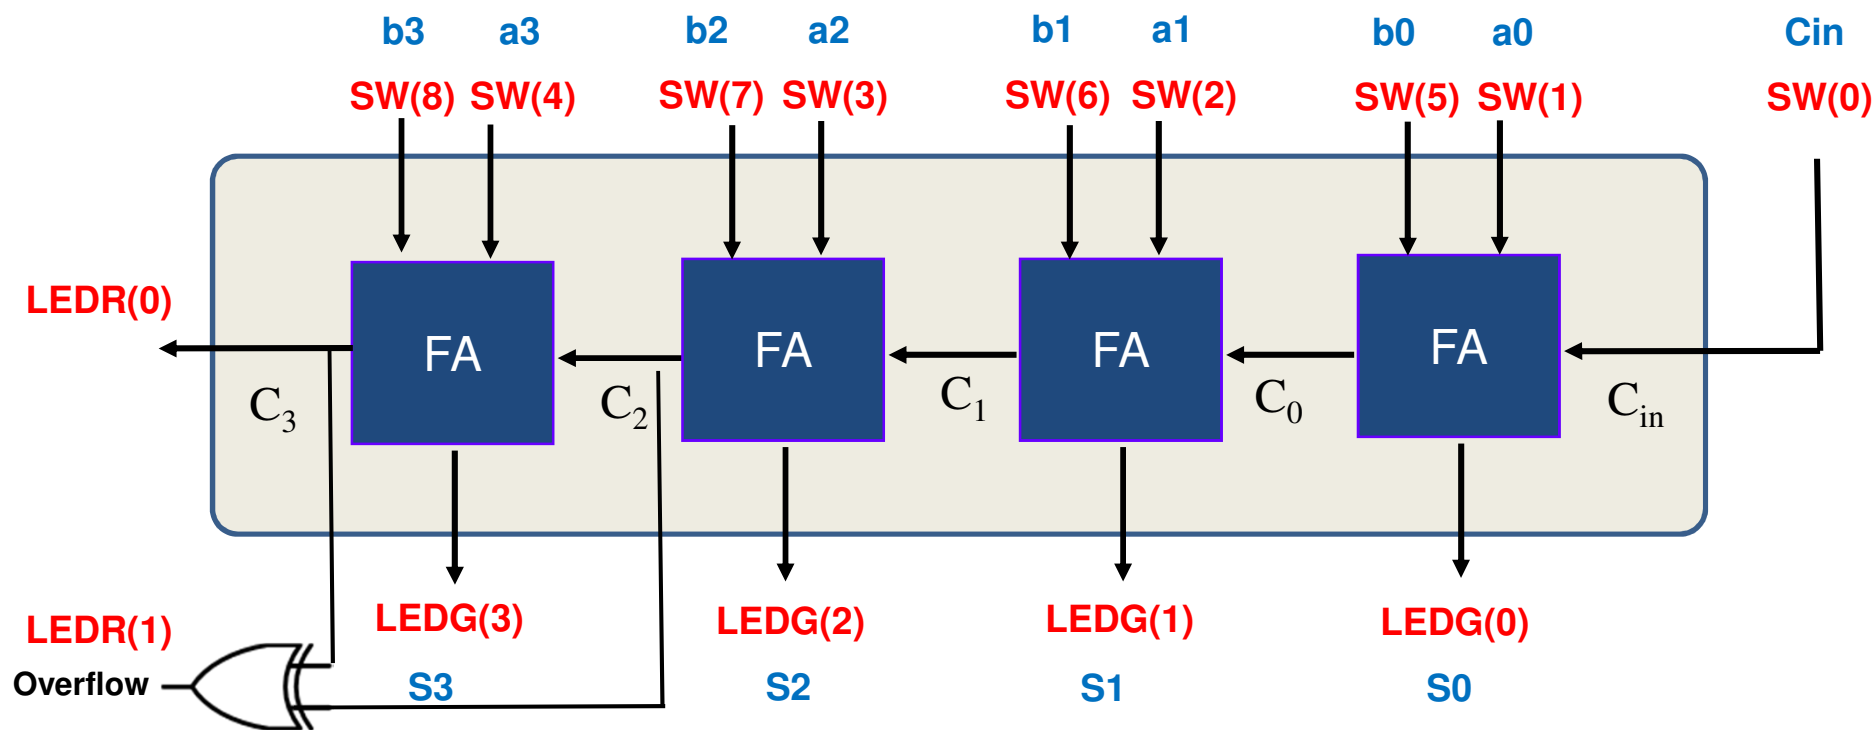 b3 a3 b2 a2 b1 a1 b0 a0 Cin
SW(8) SW(4) SW(7) SW(3) SW(6) SW(2) SW(5) SW(1) SW(0)
LEDR(0)
FA FA FA FA
C3 C2 C1 C0 Cin
LEDR(1) LEDG(3) LEDG(2) LEDG(1) LEDG(0)
Overflow S3 S2 S1 S0